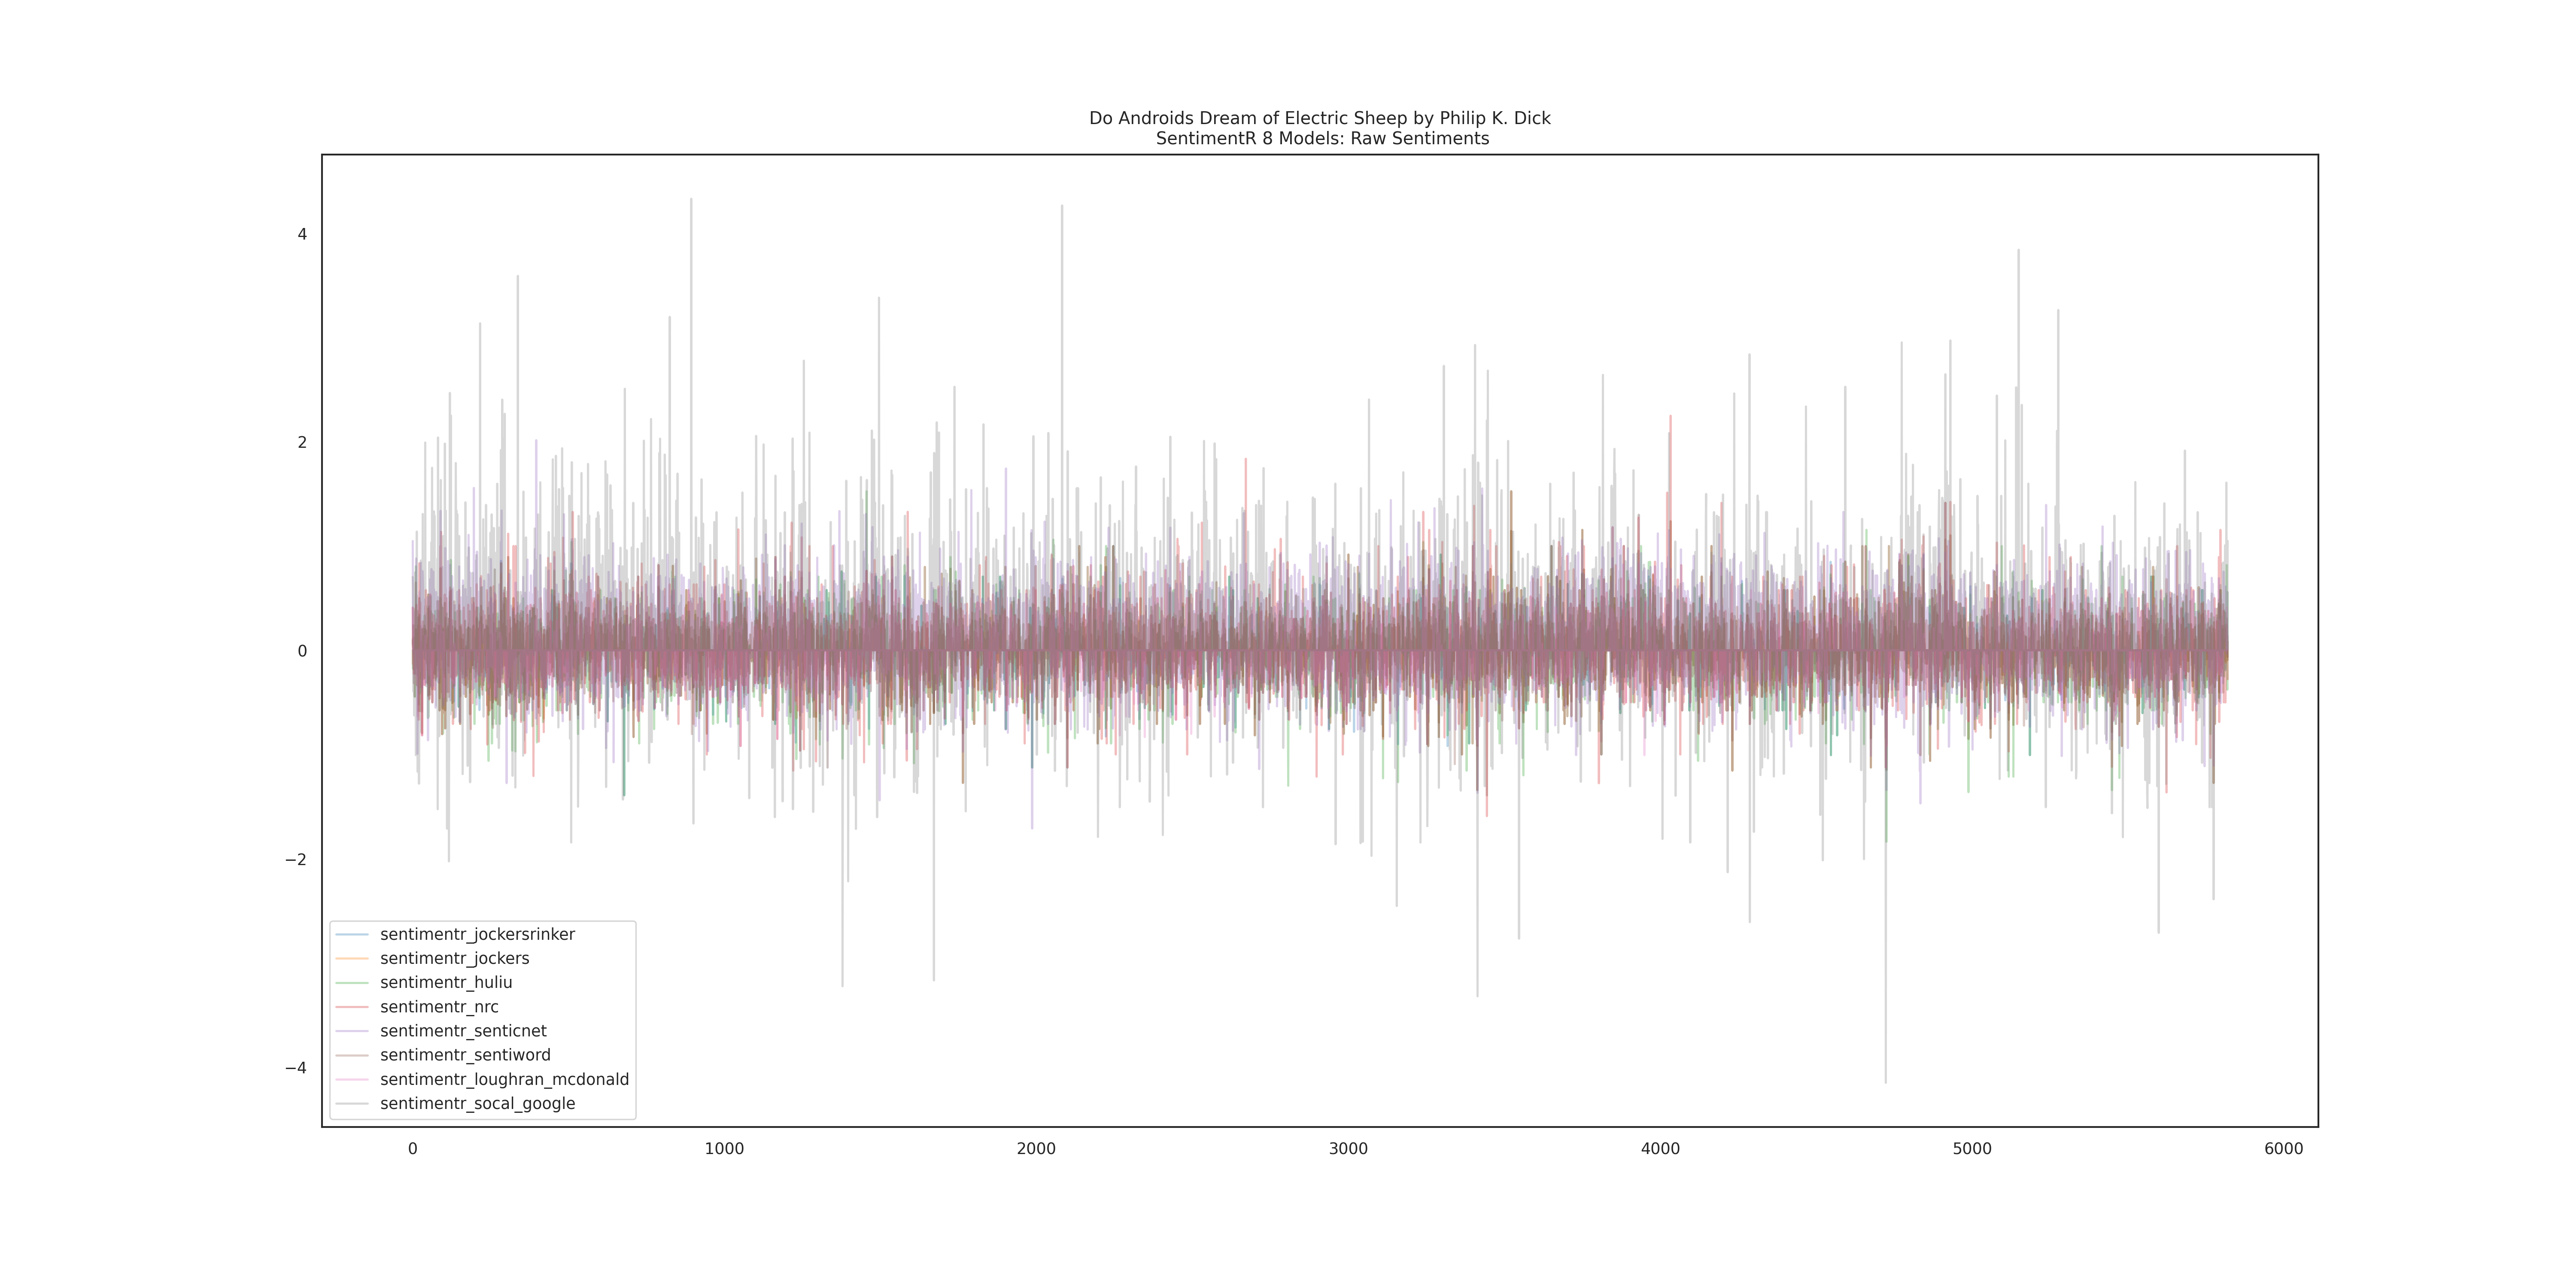 Do Androids Dream of Electric Sheep by Philip K. Dick
SentimentR 8 Models: Raw Sentiments
4
2
0
−2
−4
sentimentr_jockersrinker
sentimentr_jockers
sentimentr_huliu
sentimentr_nrc
sentimentr_senticnet
sentimentr_sentiword
sentimentr_loughran_mcdonald
sentimentr_socal_google
0 1000 2000 3000 4000 5000 6000